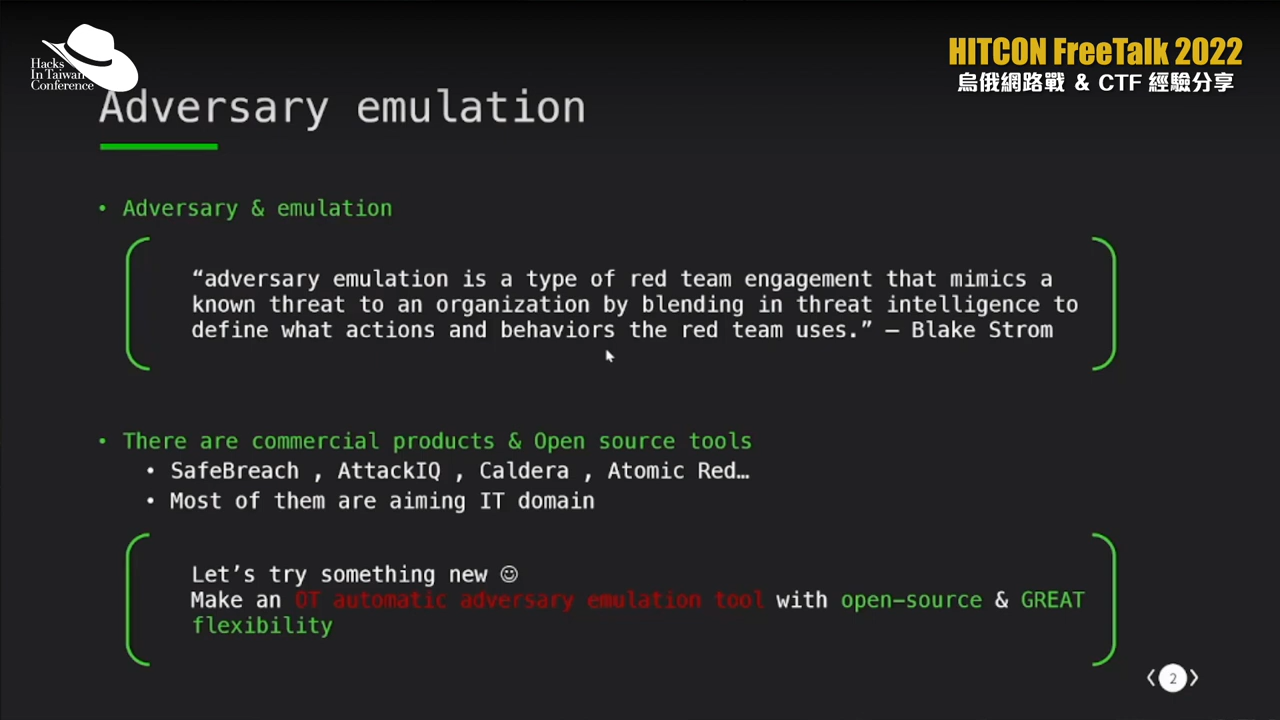 Hacks
In Taiwan
Conference
HITCON FreeTalk 2022
烏俄網路戰 & CTF 經驗分享
Adversary emulation
• Adversary & emulation
“adversary emulation is a type of red team engagement that mimics a
known threat to an organization by blending in threat intelligence to
define what actions and behaviors the red team uses.” – Blake Strom
• There are commercial products & Open source tools
• SafeBreach , AttackIQ , Caldera , Atomic Red…
• Most of them are aiming IT domain
Let’s try something new ☺
Make an OT automatic adversary emulation tool with open-source & GREAT
flexibility
2